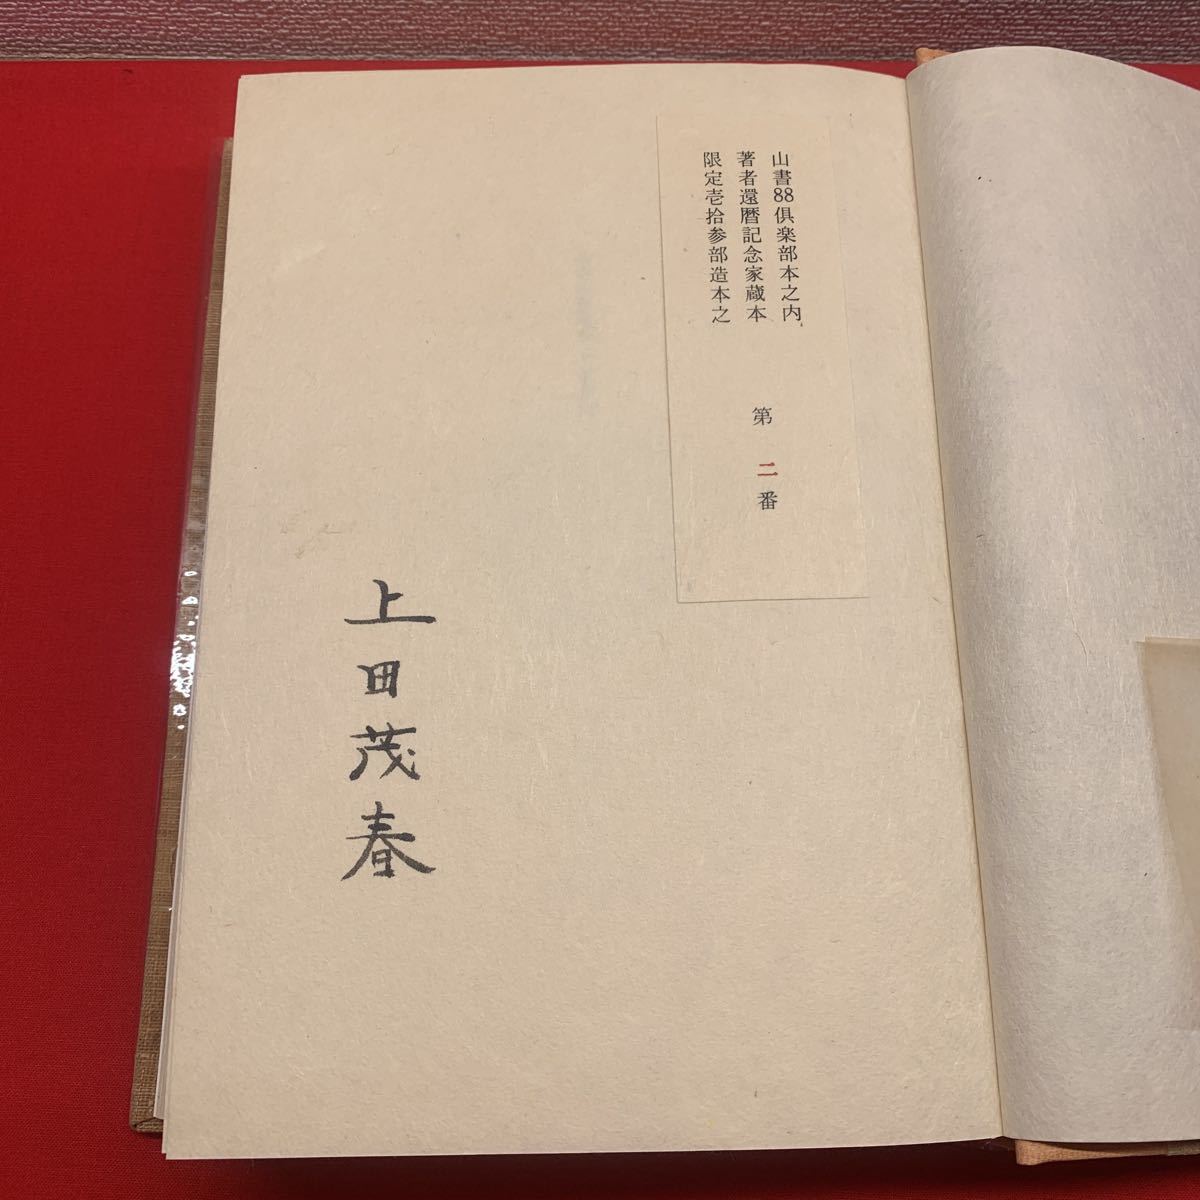 山書88倶楽部本之内
著者還暦記念家蔵本
限定壱拾参部造本之
第二番
上田茂春